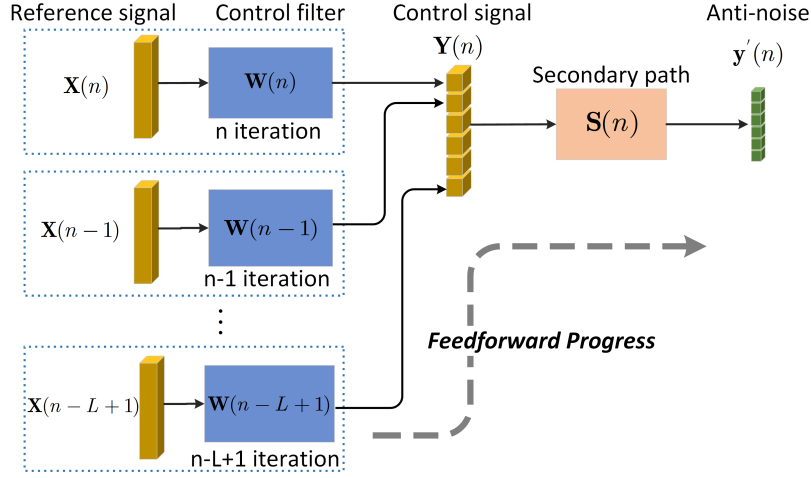 Reference signal
Control filter
Control signal
Anti-noise
Y(n)
y′(n)
X(n)
W(n)
n iteration
Secondary path
S(n)
X(n − 1)
W(n − 1)
n-1 iteration
⋮
Feedforward Progress
X(n − L + 1)
W(n − L + 1)
n-L+1 iteration